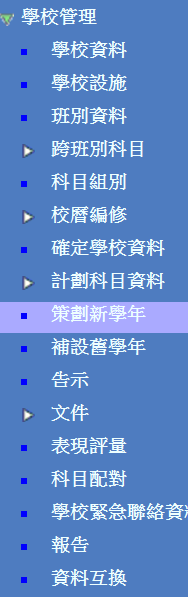 學校管理
學校資料
學校設施
班別資料
跨班別科目
科目組別
校曆編修
確定學校資料
計劃科目資料
策劃新學年
補設舊學年
告示
文件
表現評量
科目配對
學校緊急聯絡資
報告
資料互換